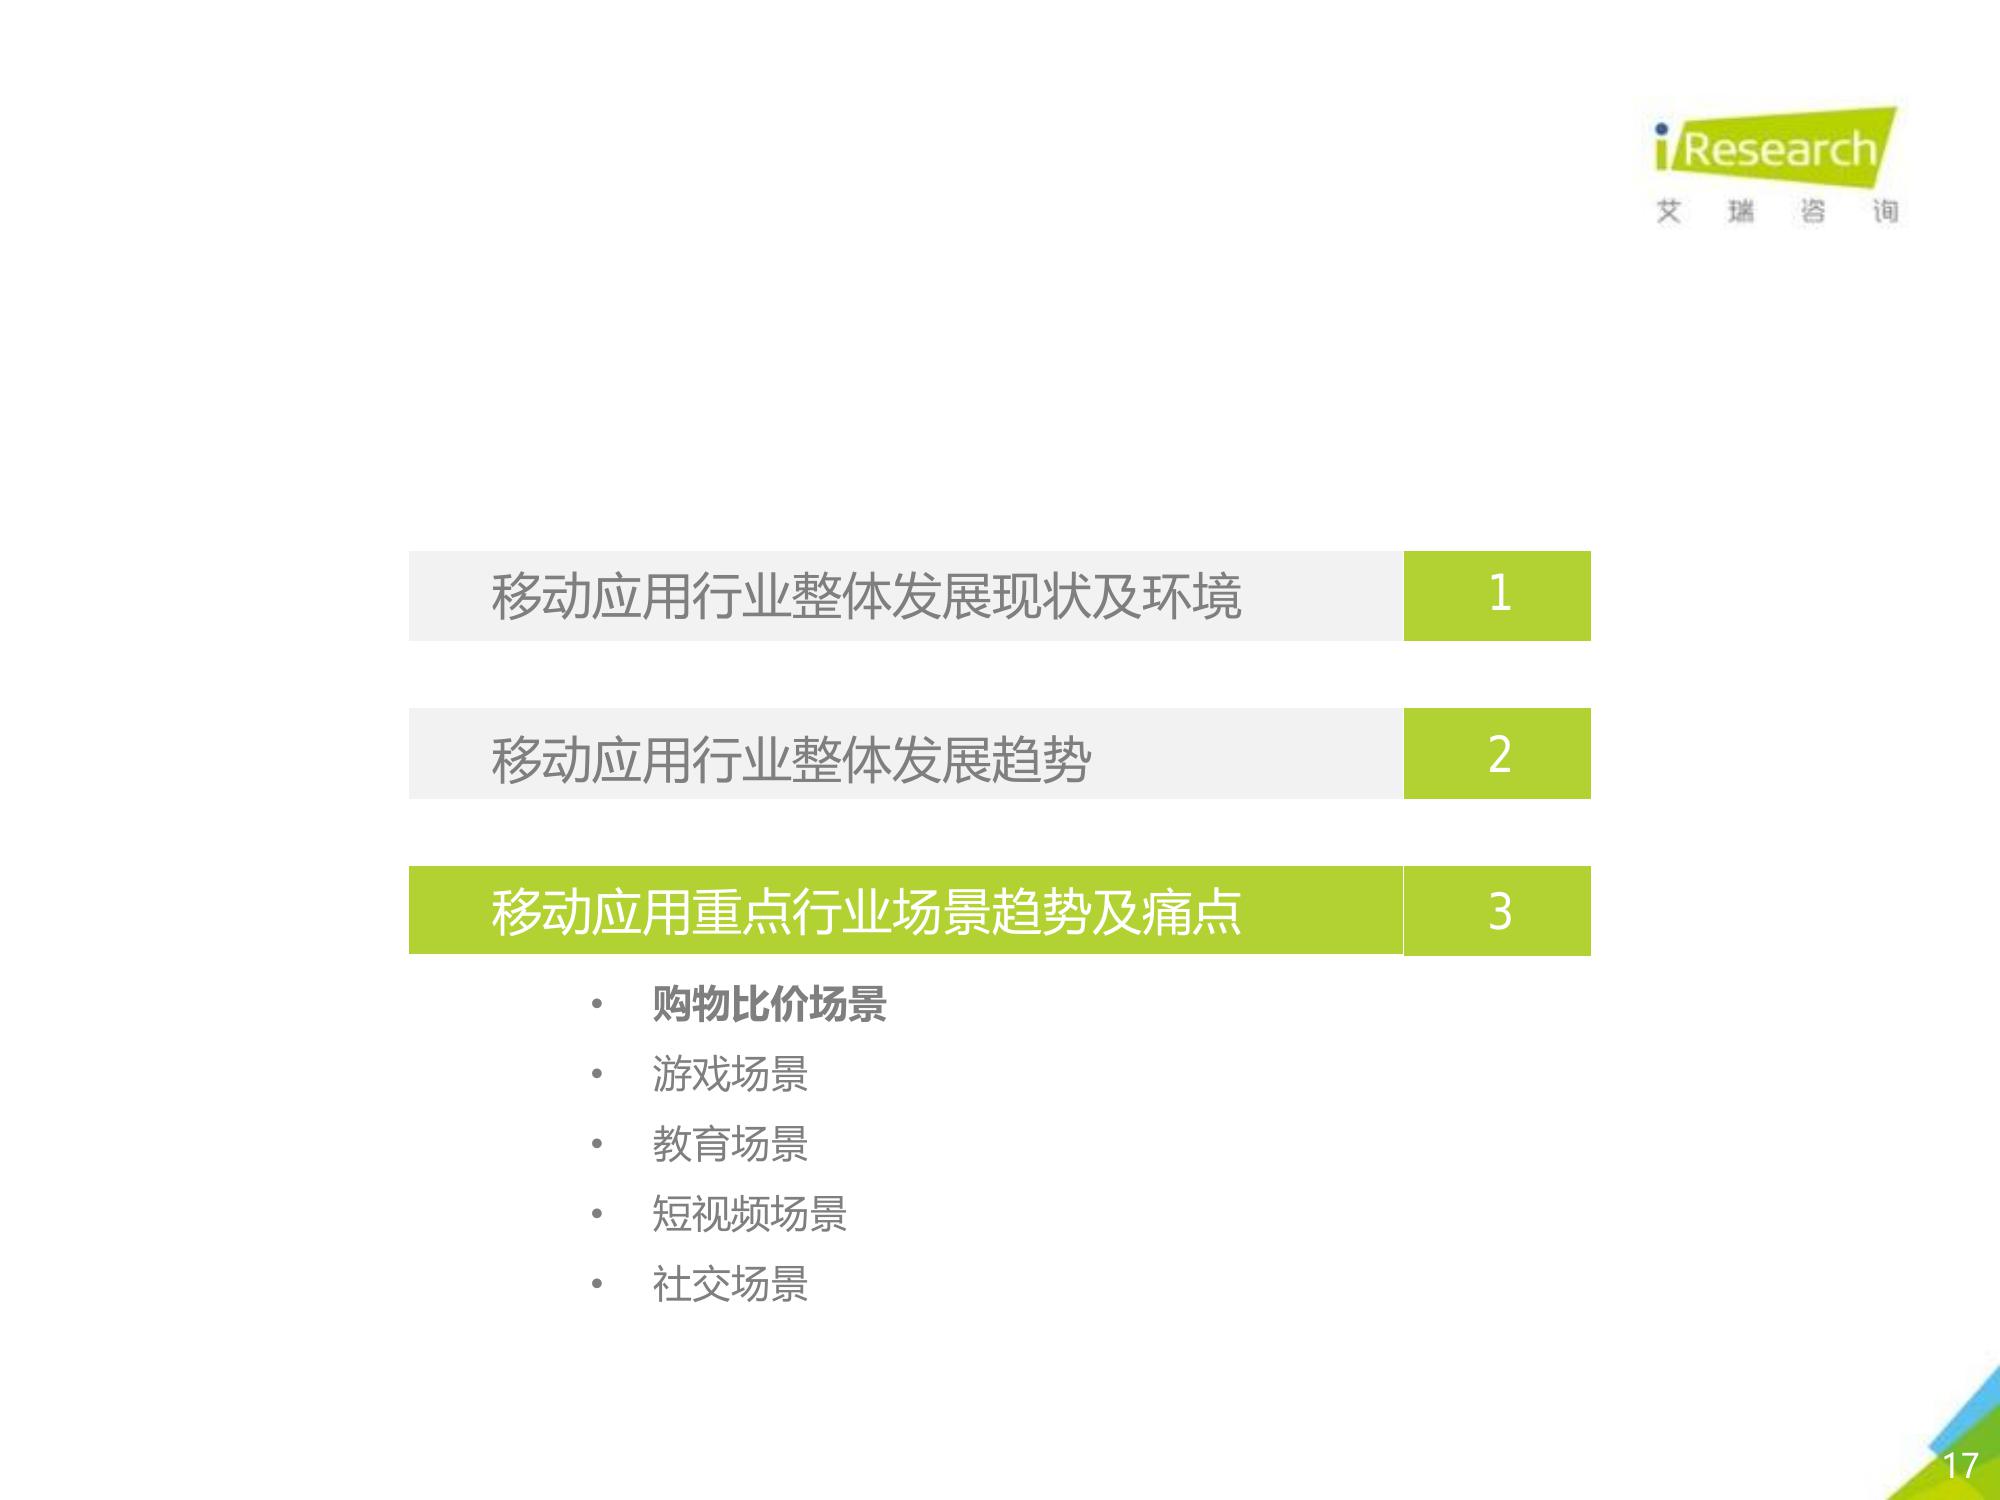 iResearch
艾瑞咨询
移动应用行业整体发展现状及环境 1
移动应用行业整体发展趋势 2
移动应用重点行业场景趋势及痛点 3
• 购物比价场景
• 游戏场景
• 教育场景
• 短视频场景
• 社交场景
17